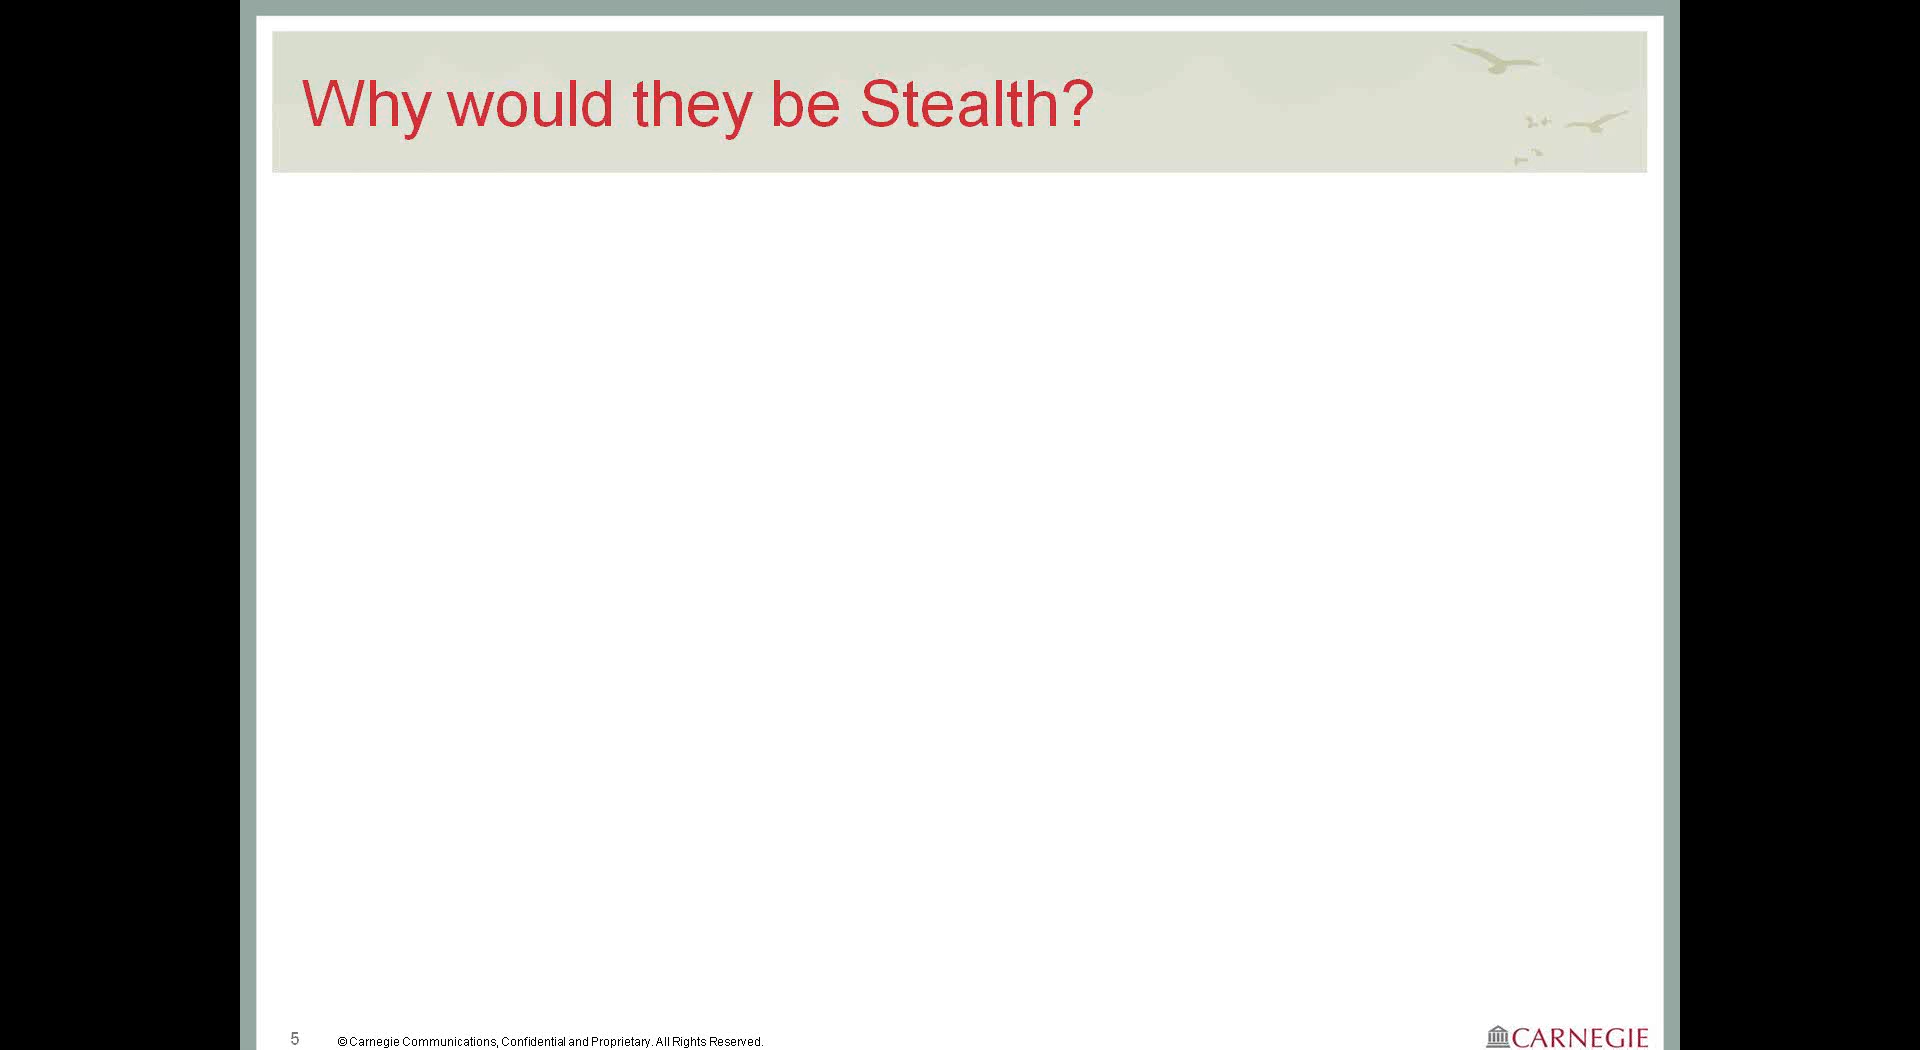 Why would they be Stealth?
5
© Carnegie Communications, Confidential and Proprietary. All Rights Reserved.
CARNEGIE